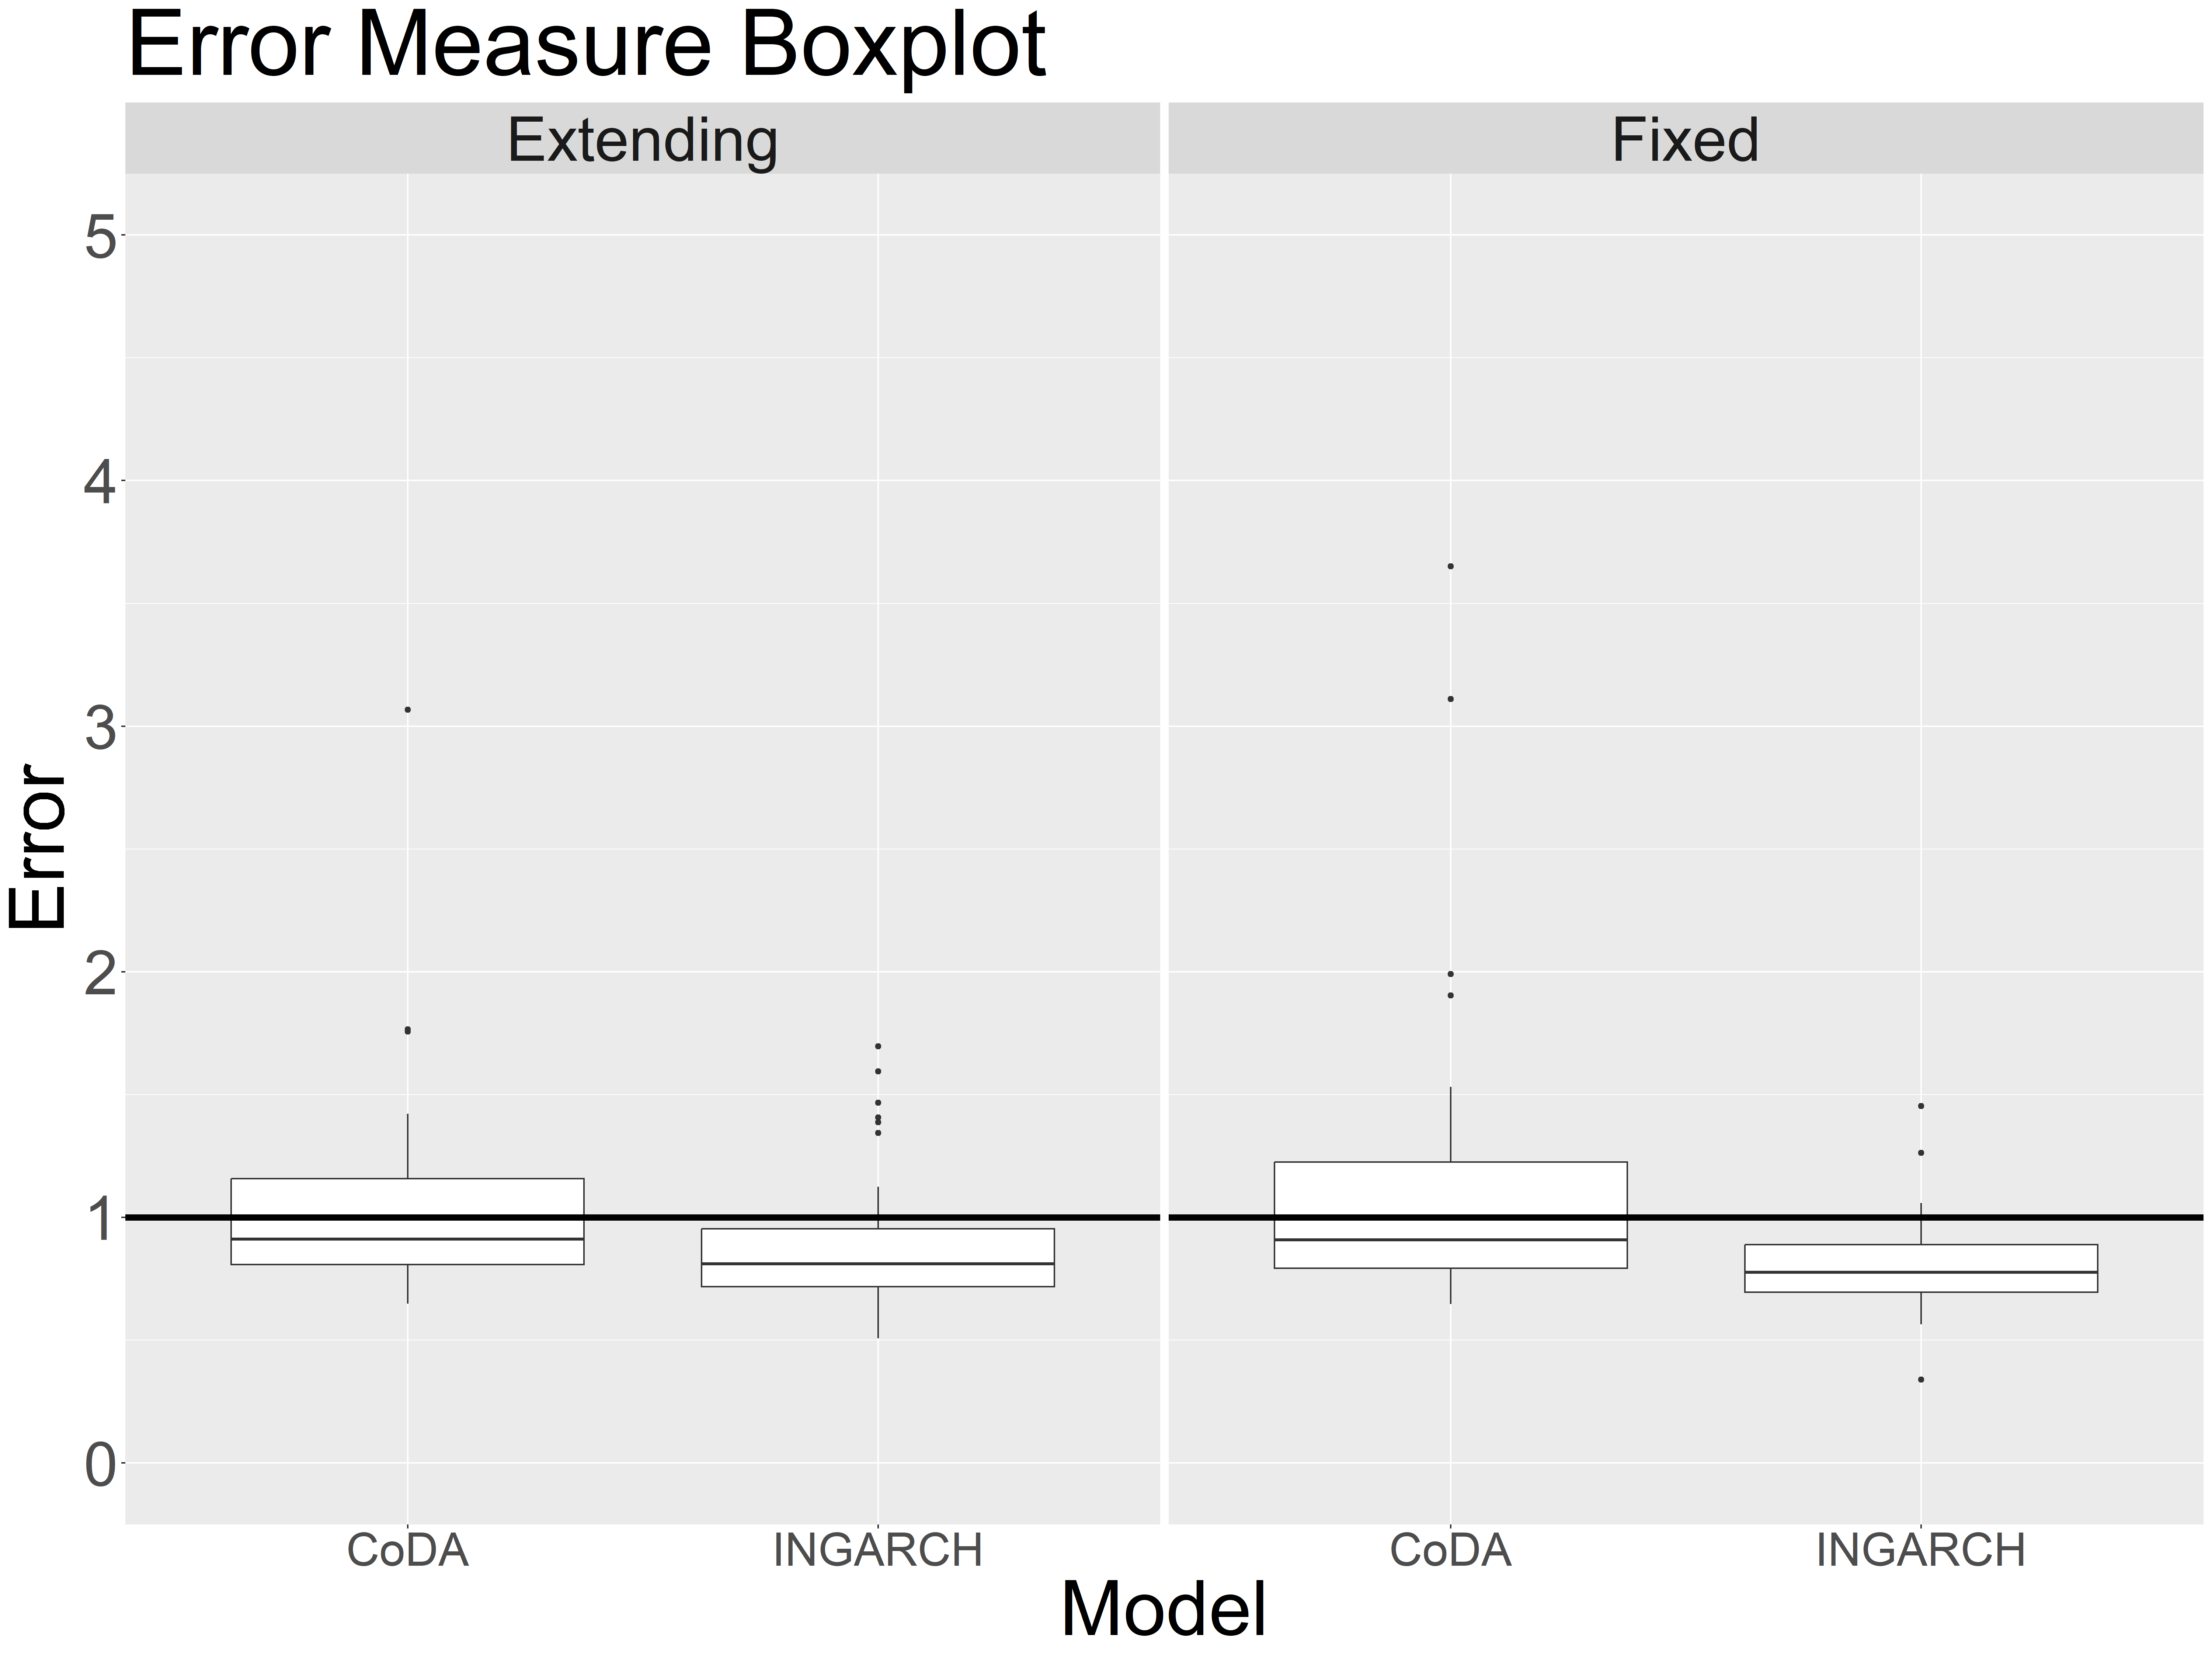 Error Measure Boxplot
Extending
Fixed
5
4
3
2
1
0
Error
CoDA
INGARCH
CoDA
INGARCH
Model